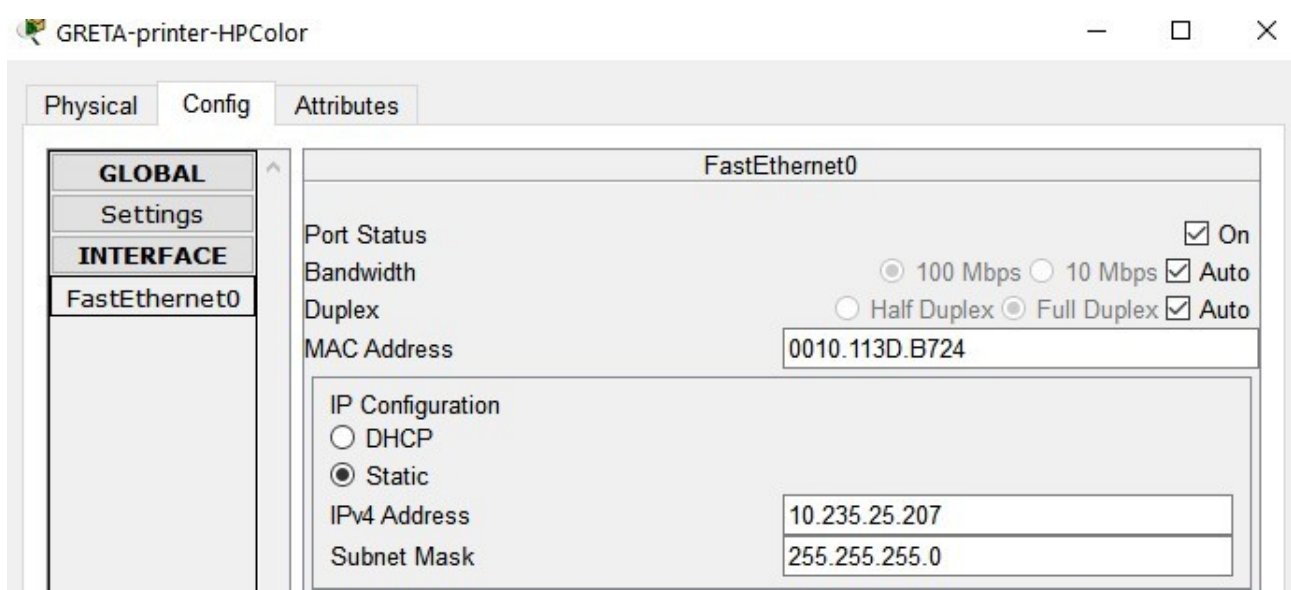 GRETA-printer-HPColor
Physical Config Attributes
GLOBAL
Settings
INTERFACE
FastEthernet0
FastEthernet0
Port Status On
Bandwidth 100 Mbps 10 Mbps Auto
Duplex Half Duplex Full Duplex Auto
MAC Address 0010.113D.B724
IP Configuration
DHCP
Static
IPv4 Address 10.235.25.207
Subnet Mask 255.255.255.0